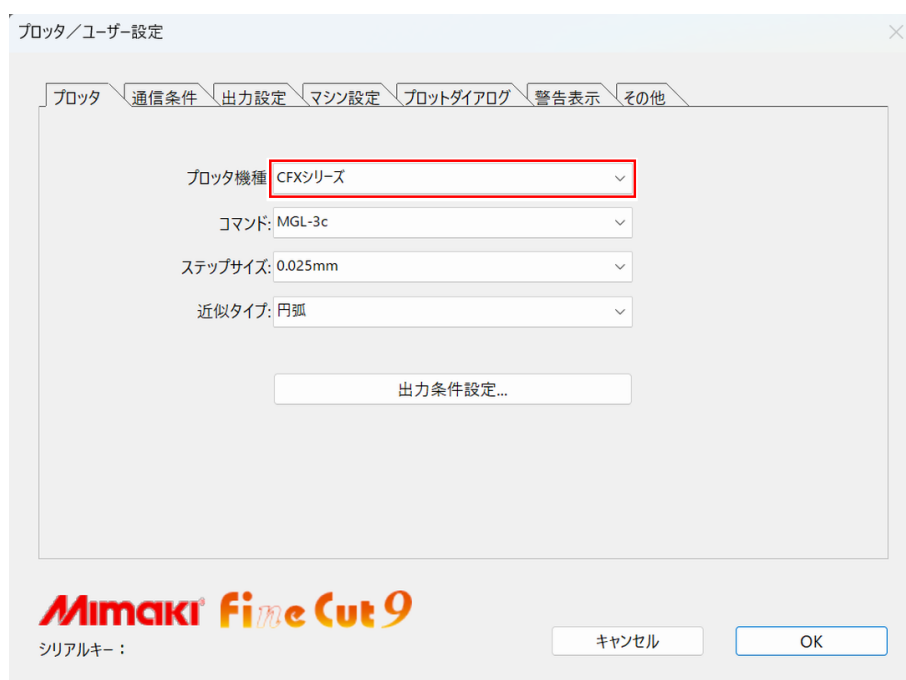 プロッタ／ユーザー設定
プロッタ 通信条件 出力設定 マシン設定 プロットダイアログ 警告表示 その他
プロッタ機種 CFXシリーズ
コマンド: MGL-3c
ステップサイズ: 0.025mm
近似タイプ: 円弧
出力条件設定...
Mimaki FineCut9
シリアルキー：
キャンセル OK